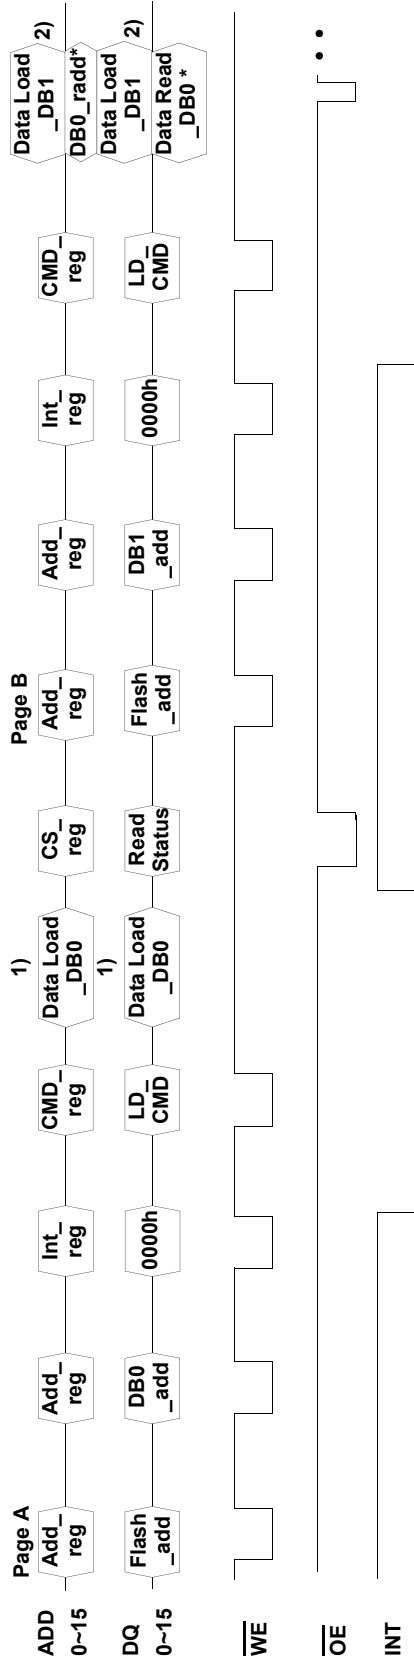 Page A
1)
Page B
ADD
0~15
Add_
reg
Add_
reg
Int_
reg
CMD_
reg
Data Load
_DB0
CS_
reg
Add_
reg
Add_
reg
Int_
reg
CMD_
reg
Data Load
_DB1
2)
DB0_radd*
1)
DQ
0~15
Flash
_add
DB0
_add
0000h
LD_
CMD
Data Load
_DB0
Read
Status
Flash
_add
DB1
_add
0000h
LD_
CMD
Data Load
_DB1
2)
Data Read
_DB0 *
WE
OE
INT